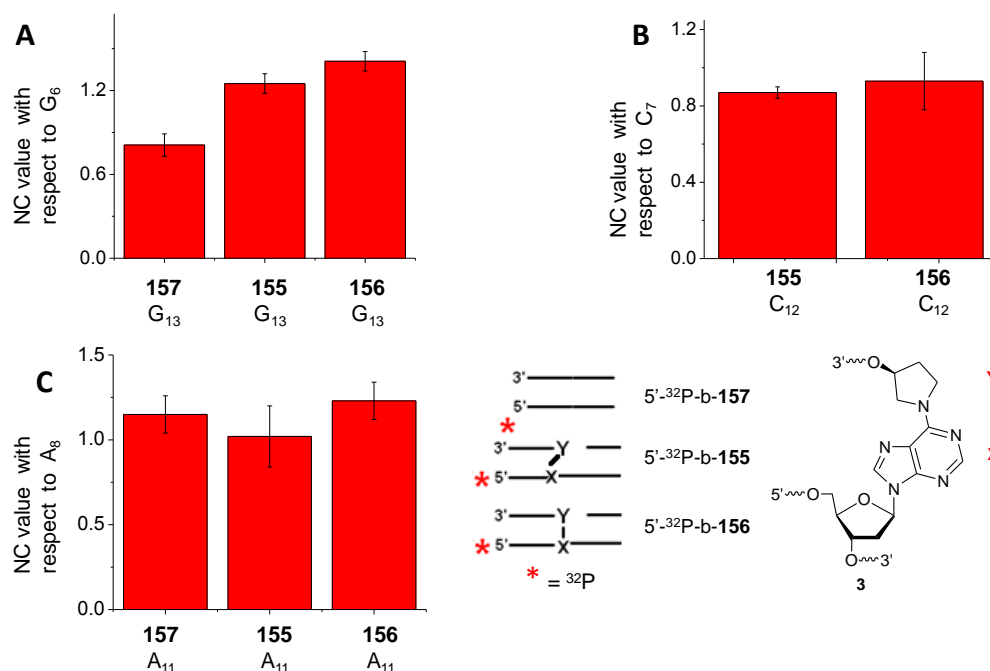 A
NC value with
respect to G₆
1.2
0.6
0.0
157
155
156
G₁₃
G₁₃
G₁₃
B
NC value with
respect to C₇
1.2
0.8
0.4
0.0
155
156
C₁₂
C₁₂
C
NC value with
respect to A₈
1.5
1.0
0.5
0.0
157
155
156
A₁₁
A₁₁
A₁₁
3'
5'
*
5'-³²P-b-157
3'
Y
* 5'
X
5'-³²P-b-155
3'
Y
* 5'
X
5'-³²P-b-156
* = ³²P
3'
O
N
N
N
N
N
5'
O
O
O
3'
3